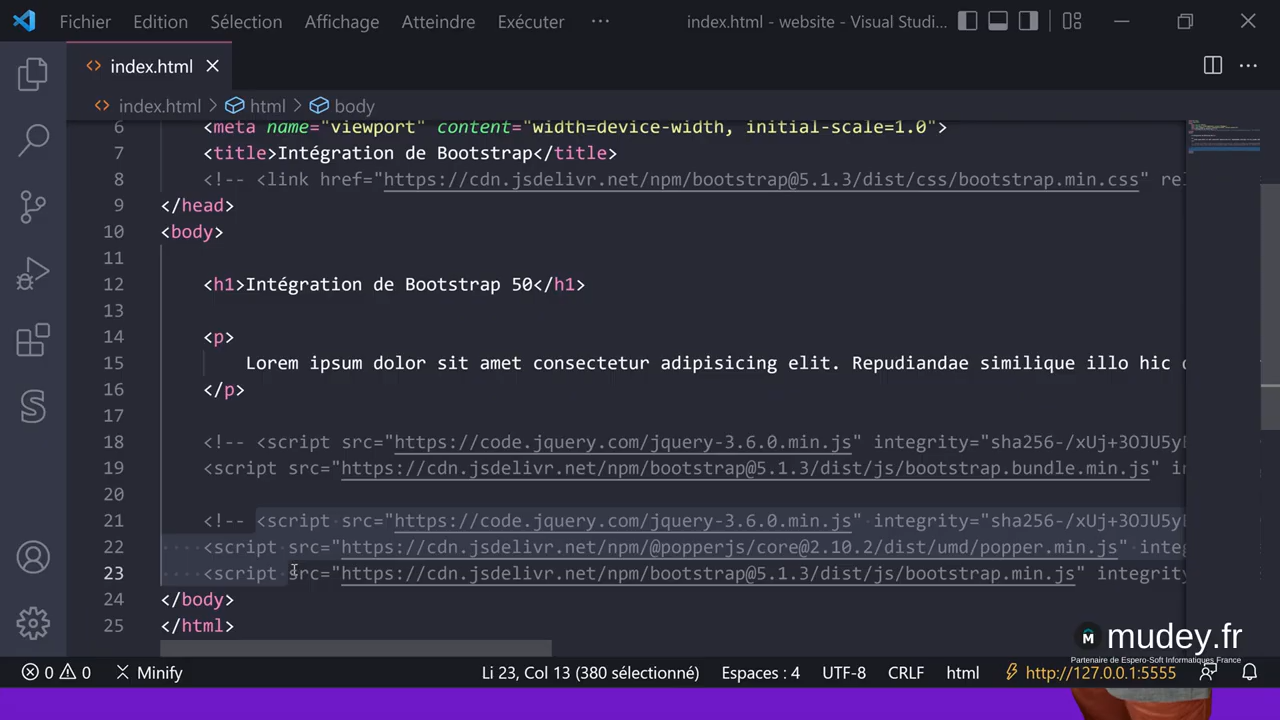 Fichier Edition Sélection Affichage Atteindre Exécuter ··· index.html - website - Visual Studi...
index.html
index.html > html > body
6 <meta name="viewport" content="width=device-width, initial-scale=1.0">
7 <title>Intégration de Bootstrap</title>
8 <!-- <link href="https://cdn.jsdelivr.net/npm/bootstrap@5.1.3/dist/css/bootstrap.min.css" rel
9 </head>
10 <body>
11
12 <h1>Intégration de Bootstrap 50</h1>
13
14 <p>
15 Lorem ipsum dolor sit amet consectetur adipisicing elit. Repudiandae similique illo hic
16 </p>
17
18 <!-- <script src="https://code.jquery.com/jquery-3.6.0.min.js" integrity="sha256-/xUj+3OJU5y
19 <script src="https://cdn.jsdelivr.net/npm/bootstrap@5.1.3/dist/js/bootstrap.bundle.min.js" in
20
21 <!-- <script src="https://code.jquery.com/jquery-3.6.0.min.js" integrity="sha256-/xUj+3OJU5y
22 <script src="https://cdn.jsdelivr.net/npm/@popperjs/core@2.10.2/dist/umd/popper.min.js" integ
23 <script src="https://cdn.jsdelivr.net/npm/bootstrap@5.1.3/dist/js/bootstrap.min.js" integrity
24 </body>
25 </html>
mudey.fr
Partenaire de Espero-Soft Informatiques France
0 0 Minify Li 23, Col 13 (380 sélectionné) Espaces : 4 UTF-8 CRLF html http://127.0.0.1:5555